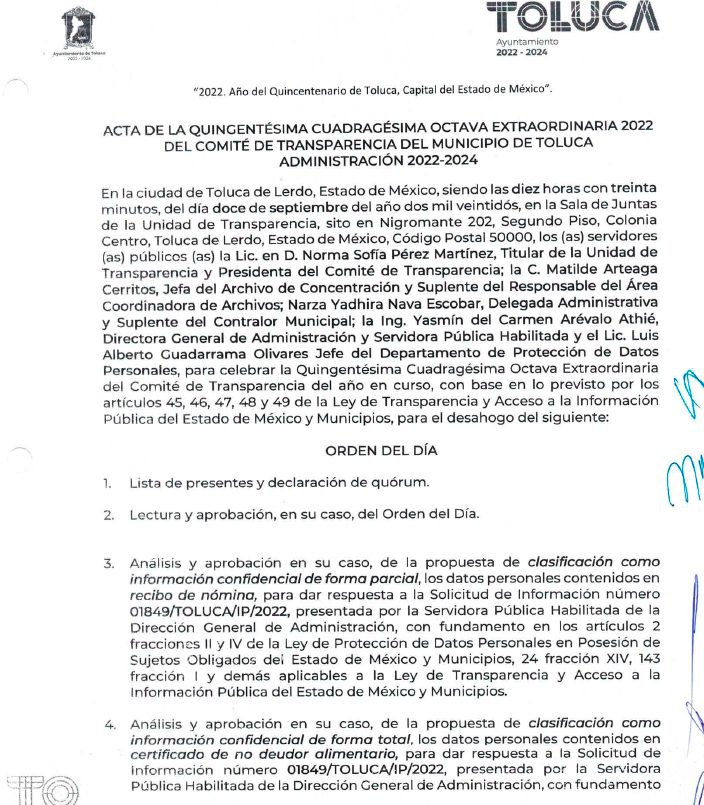 TOLUCA
Ayuntamiento de Toluca
2022 - 2024
Ayuntamiento
2022 - 2024
"2022. Año del Quincentenario de Toluca, Capital del Estado de México".
ACTA DE LA QUINGENTÉSIMA CUADRAGÉSIMA OCTAVA EXTRAORDINARIA 2022
DEL COMITÉ DE TRANSPARENCIA DEL MUNICIPIO DE TOLUCA
ADMINISTRACIÓN 2022-2024
En la ciudad de Toluca de Lerdo, Estado de México, siendo las diez horas con treinta
minutos, del día doce de septiembre del año dos mil veintidós, en la Sala de Juntas
de la Unidad de Transparencia, sito en Nigromante 202, Segundo Piso, Colonia
Centro, Toluca de Lerdo, Estado de México, Código Postal 50000, los (as) servidores
(as) públicos (as) la Lic. en D. Norma Sofía Pérez Martínez, Titular de la Unidad de
Transparencia y Presidenta del Comité de Transparencia; la C. Matilde Arteaga
Cerritos, Jefa del Archivo de Concentración y Suplente del Responsable del Área
Coordinadora de Archivos; Narza Yadhira Nava Escobar, Delegada Administrativa
y Suplente del Contralor Municipal; la Ing. Yasmín del Carmen Arévalo Athié,
Directora General de Administración y Servidora Pública Habilitada y el Lic. Luis
Alberto Guadarrama Olivares Jefe del Departamento de Protección de Datos
Personales, para celebrar la Quingentésima Cuadragésima Octava Extraordinaria
del Comité de Transparencia del año en curso, con base en lo previsto por los
artículos 45, 46, 47, 48 y 49 de la Ley de Transparencia y Acceso a la Información
Pública del Estado de México y Municipios, para el desahogo del siguiente:
ORDEN DEL DÍA
1. Lista de presentes y declaración de quórum.
2. Lectura y aprobación, en su caso, del Orden del Día.
3. Análisis y aprobación en su caso, de la propuesta de clasificación como
información confidencial de forma parcial, los datos personales contenidos en
recibo de nómina, para dar respuesta a la Solicitud de Información número
01849/TOLUCA/IP/2022, presentada por la Servidora Pública Habilitada de la
Dirección General de Administración, con fundamento en los artículos 2
fracciones II y IV de la Ley de Protección de Datos Personales en Posesión de
Sujetos Obligados del Estado de México y Municipios, 24 fracción XIV, 143
fracción I y demás aplicables a la Ley de Transparencia y Acceso a la
Información Pública del Estado de México y Municipios.
4. Análisis y aprobación en su caso, de la propuesta de clasificación como
información confidencial de forma total, los datos personales contenidos en
certificado de no deudor alimentario, para dar respuesta a la Solicitud de
Información número 01849/TOLUCA/IP/2022, presentada por la Servidora
Pública Habilitada de la Dirección General de Administración, con fundamento